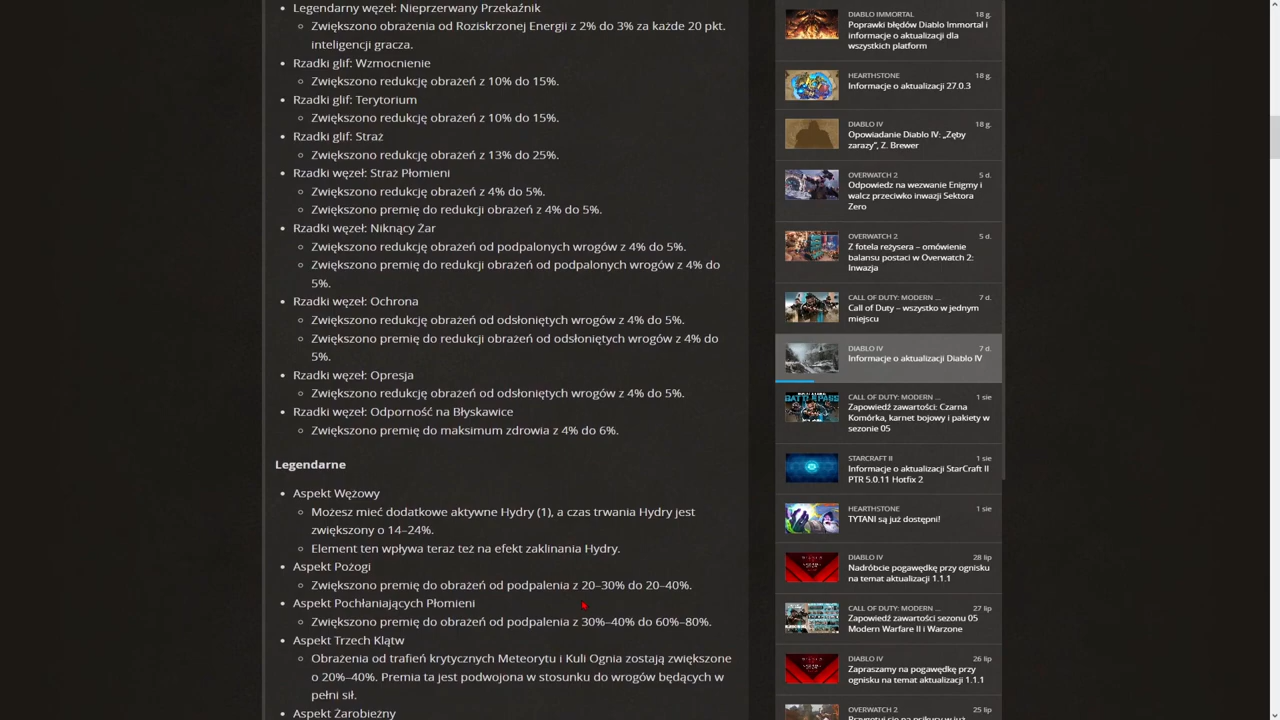 Legendarny węzeł: Nieprzerwany Przekaźnik
Zwiększono obrażenia od Roziskrzonej Energii z 2% do 3% za każde 20 pkt.
inteligencji gracza.
Rzadki glif: Wzmocnienie
Zwiększono redukcję obrażeń z 10% do 15%.
Rzadki glif: Terytorium
Zwiększono redukcję obrażeń z 10% do 15%.
Rzadki glif: Straż
Zwiększono redukcję obrażeń z 13% do 25%.
Rzadki węzeł: Straż Płomieni
Zwiększono redukcję obrażeń z 4% do 5%.
Zwiększono premię do redukcji obrażeń z 4% do 5%.
Rzadki węzeł: Niknący Żar
Zwiększono redukcję obrażeń od podpalonych wrogów z 4% do 5%.
Zwiększono premię do redukcji obrażeń od podpalonych wrogów z 4% do
5%.
Rzadki węzeł: Ochrona
Zwiększono redukcję obrażeń od odsłoniętych wrogów z 4% do 5%.
Zwiększono premię do redukcji obrażeń od odsłoniętych wrogów z 4% do
5%.
Rzadki węzeł: Opresja
Zwiększono redukcję obrażeń od odsłoniętych wrogów z 4% do 5%.
Rzadki węzeł: Odporność na Błyskawice
Zwiększono premię do maksimum zdrowia z 4% do 6%.
Legendarne
Aspekt Wężowy
Możesz mieć dodatkowe aktywne Hydry (1), a czas trwania Hydry jest
zwiększony o 14–24%.
Element ten wpływa teraz też na efekt zaklinania Hydry.
Aspekt Pożogi
Zwiększono premię do obrażeń od podpalenia z 20–30% do 20–40%.
Aspekt Pochłaniających Płomieni
Zwiększono premię do obrażeń od podpalenia z 30%–40% do 60%–80%.
Aspekt Trzech Klątw
Obrażenia od trafień krytycznych Meteorytu i Kuli Ognia zostają zwiększone
o 20%–40%. Premia ta jest podwojona w stosunku do wrogów będących w
pełni sił.
Aspekt Żarobieżny
DIABLO IMMORTAL 18 g.
Poprawki błędów Diablo Immortal i
informacje o aktualizacji dla
wszystkich platform
HEARTHSTONE 18 g.
Informacje o aktualizacji 27.0.3
DIABLO IV 18 g.
Opowiadanie Diablo IV: „Zęby
zarazy”, Z. Brewer
OVERWATCH 2 5 d.
Odpowiedz na wezwanie Enigmy i
walcz przeciwko inwazji Sektora
Zero
OVERWATCH 2 5 d.
Z fotela reżysera – omówienie
balansu postaci w Overwatch 2:
Inwazja
CALL OF DUTY: MODERN ... 7 d.
Call of Duty – wszystko w jednym
miejscu
DIABLO IV 7 d.
Informacje o aktualizacji Diablo IV
CALL OF DUTY: MODERN ... 1 sie
Zapowiedź zawartości: Czarna
Komórka, karnet bojowy i pakiety w
sezonie 05
STARCRAFT II 1 sie
Informacje o aktualizacji StarCraft II
PTR 5.0.11 Hotfix 2
HEARTHSTONE 1 sie
TYTANI są już dostępni!
DIABLO IV 28 lip
Nadróbcie pogawędkę przy ognisku
na temat aktualizacji 1.1.1
CALL OF DUTY: MODERN ... 27 lip
Zapowiedź zawartości sezonu 05
Modern Warfare II i Warzone
DIABLO IV 26 lip
Zapraszamy na pogawędkę przy
ognisku na temat aktualizacji 1.1.1
OVERWATCH 2 25 lip